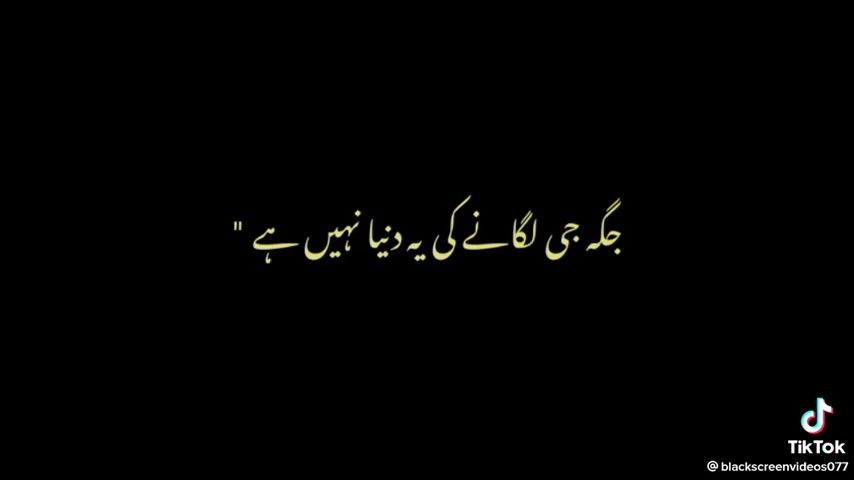 جگہ جی لگانے کی یہ دنیا نہیں ہے "
TikTok
@blackscreenvideos077